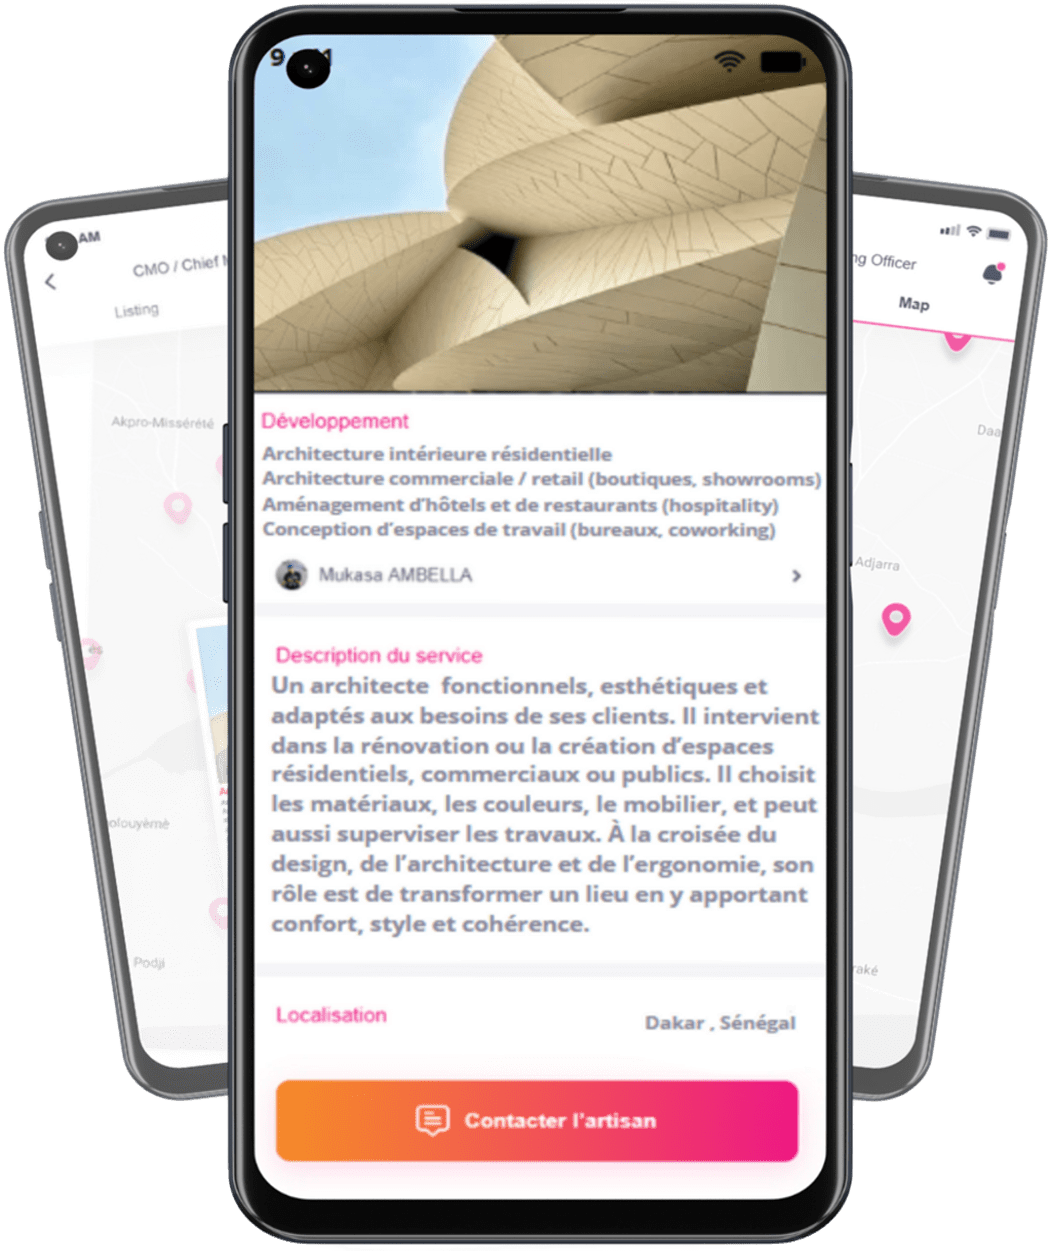 AM
CMO / Chief
Listing
Akpro-Missérété
Podji
ng Officer
Map
Daa
Adjarra
raké
Développement
Architecture intérieure résidentielle
Architecture commerciale / retail (boutiques, showrooms)
Aménagement d'hôtels et de restaurants (hospitality)
Conception d'espaces de travail (bureaux, coworking)
Mukasa AMBELLA
Description du service
Un architecte fonctionnels, esthétiques et
adaptés aux besoins de ses clients. Il intervient
dans la rénovation ou la création d'espaces
résidentiels, commerciaux ou publics. Il choisit
les matériaux, les couleurs, le mobilier, et peut
aussi superviser les travaux. À la croisée du
design, de l'architecture et de l'ergonomie, son
rôle est de transformer un lieu en y apportant
confort, style et cohérence.
Localisation
Dakar , Sénégal
Contacter l'artisan